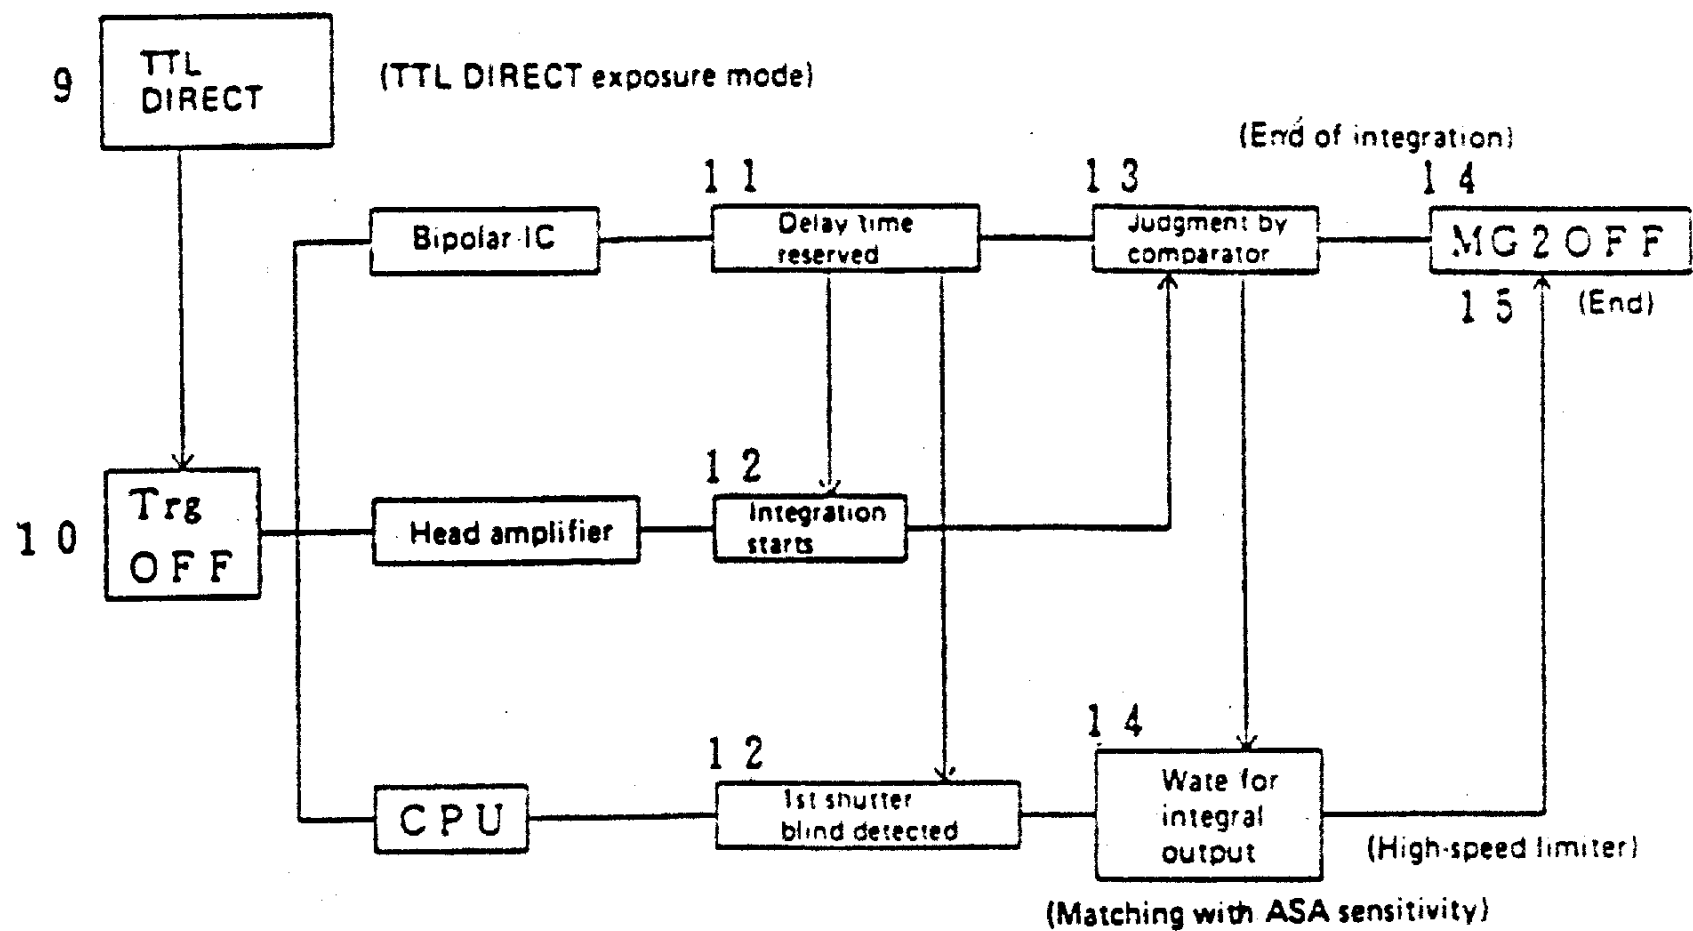 9
TTL
DIRECT
(TTL DIRECT exposure mode)
(End of integration)
11
13
14
Bipolar IC
Delay time
reserved
Judgment by
comparator
MG2OFF
15
(End)
12
10
Trg
OFF
Head amplifier
Integration
starts
12
14
CPU
1st shutter
blind detected
Wate for
integral
output
(High-speed limiter)
(Matching with ASA sensitivity)